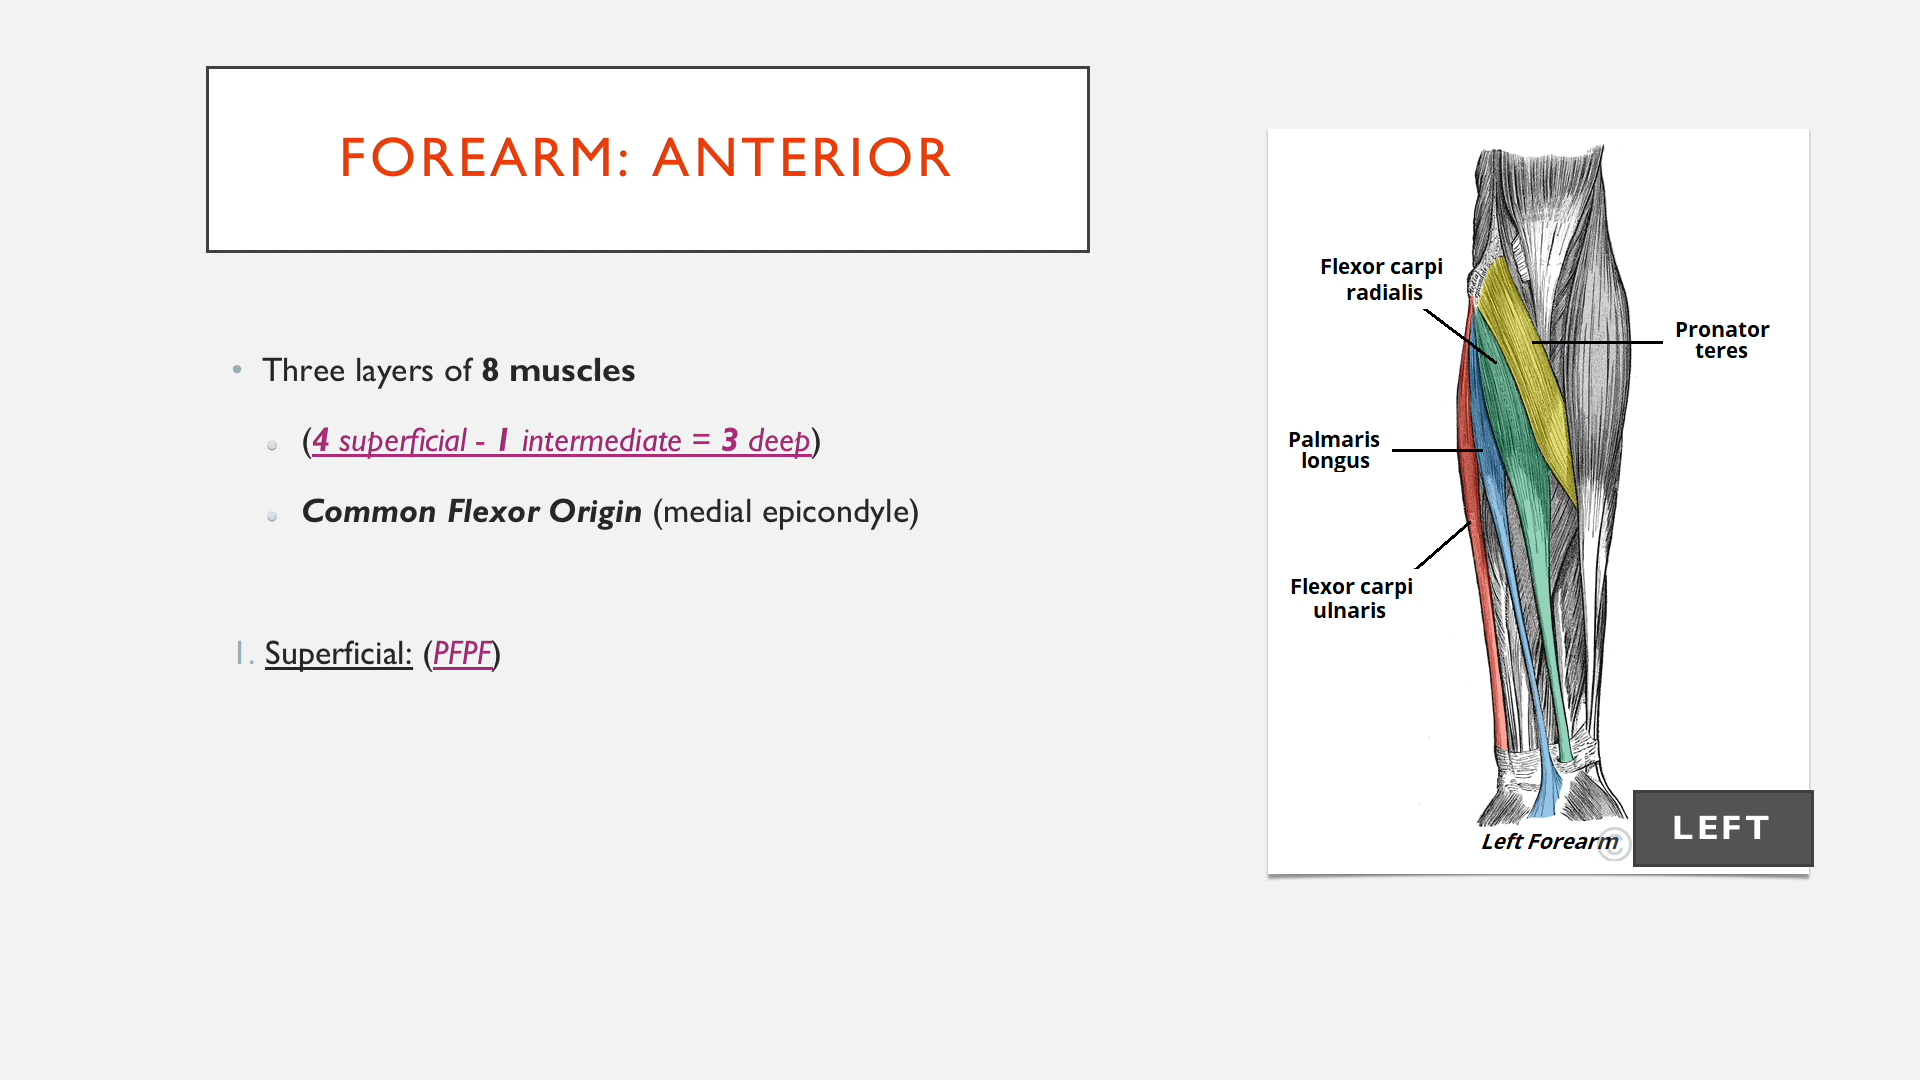 FOREARM: ANTERIOR
• Three layers of 8 muscles
(4 superficial - 1 intermediate = 3 deep)
Common Flexor Origin (medial epicondyle)
1. Superficial: (PFPF)
Flexor carpi
radialis
Pronator
teres
Palmaris
longus
Flexor carpi
ulnaris
Left Forearm
©
LEFT